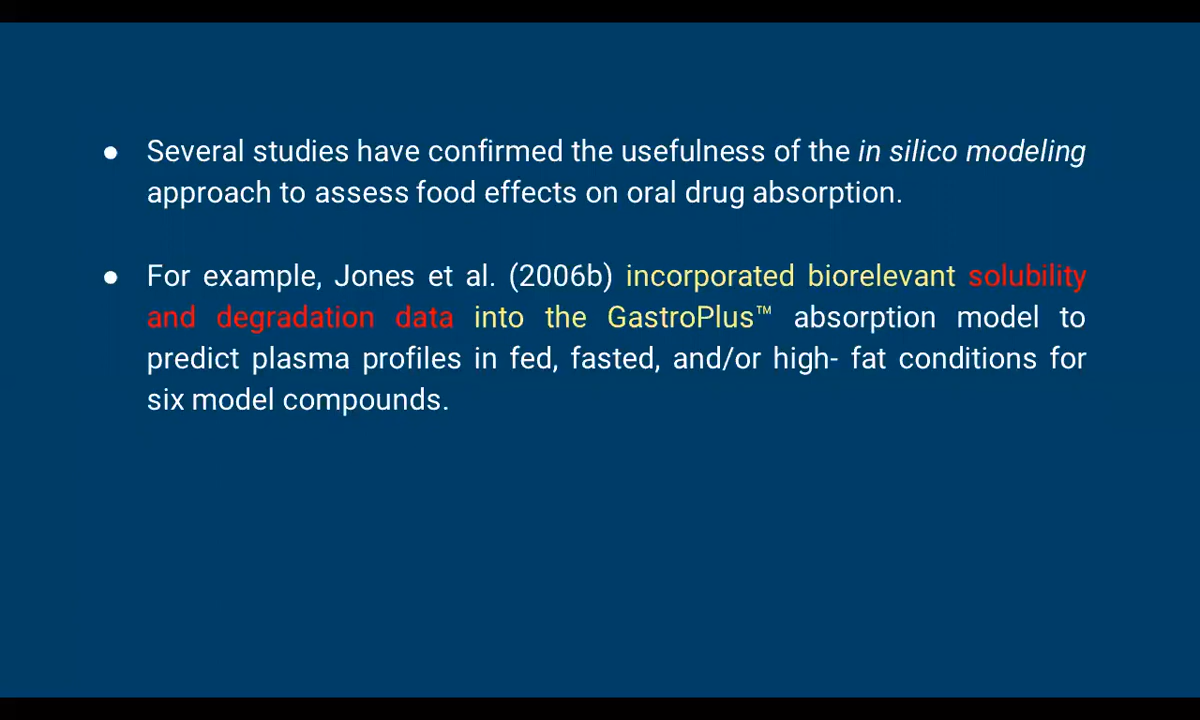 ● Several studies have confirmed the usefulness of the in silico modeling
approach to assess food effects on oral drug absorption.
● For example, Jones et al. (2006b) incorporated biorelevant solubility
and degradation data into the GastroPlus™ absorption model to
predict plasma profiles in fed, fasted, and/or high- fat conditions for
six model compounds.